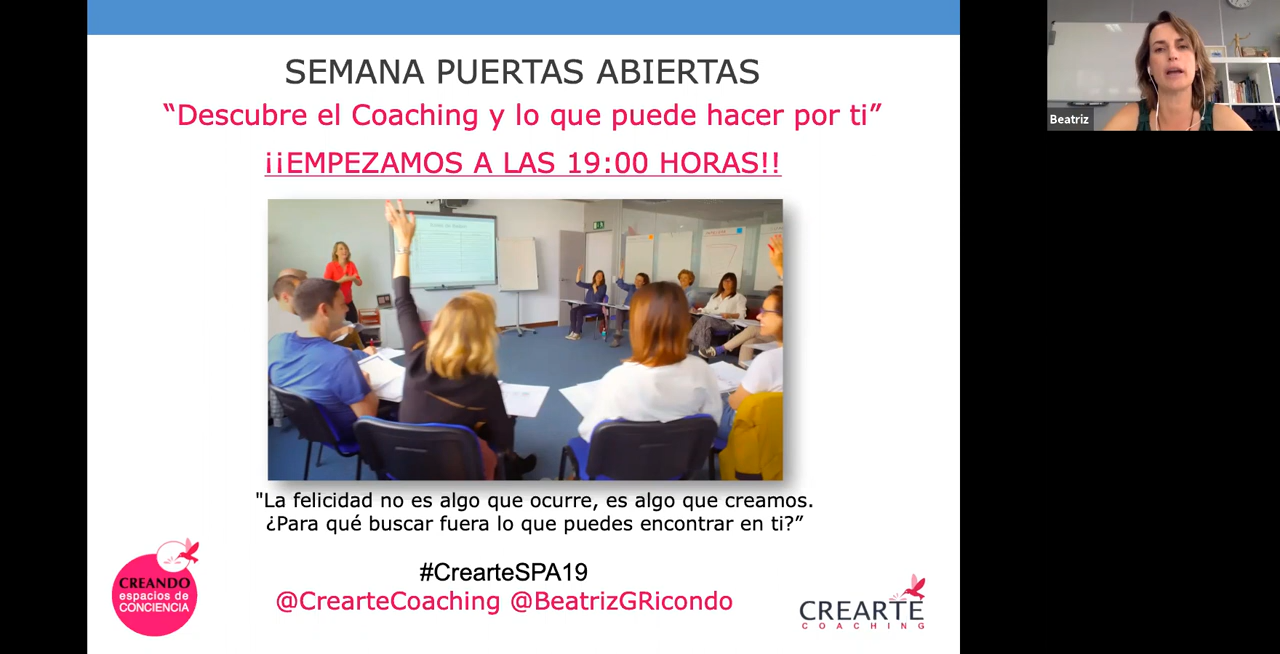 SEMANA PUERTAS ABIERTAS
“Descubre el Coaching y lo que puede hacer por ti”
¡¡EMPEZAMOS A LAS 19:00 HORAS!!
"La felicidad no es algo que ocurre, es algo que creamos.
¿Para qué buscar fuera lo que puedes encontrar en ti?”
#CrearteSPA19
@CrearteCoaching @BeatrizGRicondo
CREANDO
espacios de
CONCIENCIA
CREARTE
COACHING
Beatriz